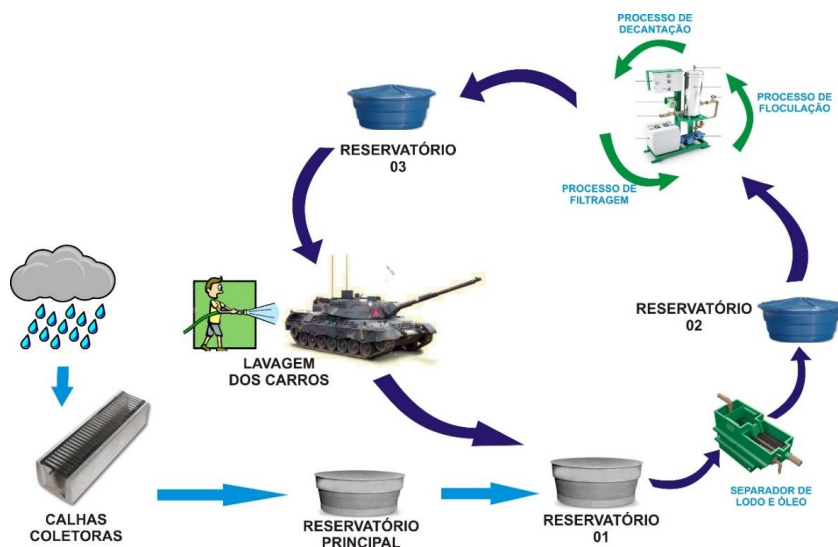 PROCESSO DE
DECANTAÇÃO
PROCESSO DE
FLOCULAÇÃO
PROCESSO DE
FILTRAGEM
RESERVATÓRIO
03
RESERVATÓRIO
02
LAVAGEM
DOS CARROS
SEPARADOR DE
LODO E ÓLEO
CALHAS
COLETORAS
RESERVATÓRIO
PRINCIPAL
RESERVATÓRIO
01